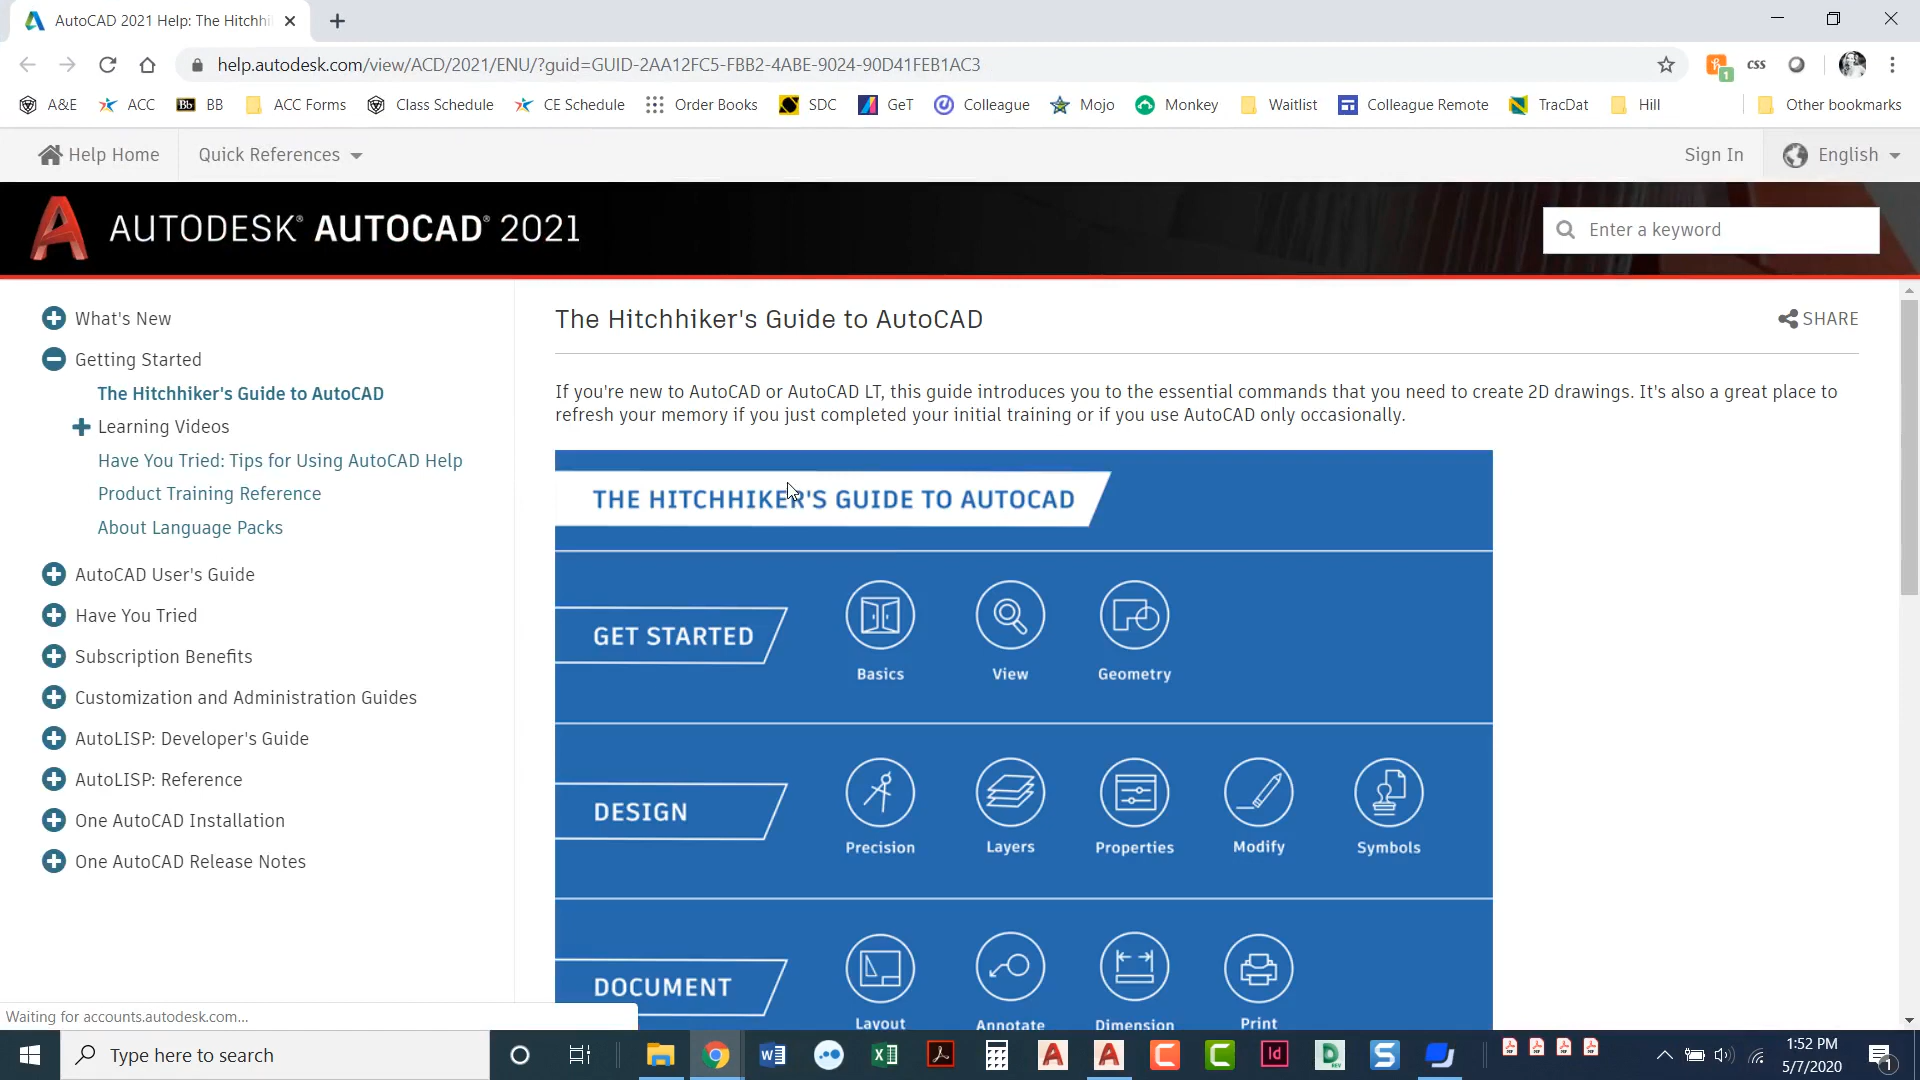 AutoCAD 2021 Help: The Hitchhi
help.autodesk.com/view/ACD/2021/ENU/?guid=GUID-2AA12FC5-FBB2-4ABE-9024-90D41FEB1AC3
1
css
A&E
ACC
Bb BB
ACC Forms
Class Schedule
CE Schedule
Order Books
SDC
GeT
Colleague
Mojo
Monkey
Waitlist
Colleague Remote
TracDat
Hill
Other bookmarks
Help Home
Quick References
Sign In
English
AUTODESK® AUTOCAD® 2021
Enter a keyword
What's New
Getting Started
The Hitchhiker's Guide to AutoCAD
Learning Videos
Have You Tried: Tips for Using AutoCAD Help
Product Training Reference
About Language Packs
AutoCAD User's Guide
Have You Tried
Subscription Benefits
Customization and Administration Guides
AutoLISP: Developer's Guide
AutoLISP: Reference
One AutoCAD Installation
One AutoCAD Release Notes
The Hitchhiker's Guide to AutoCAD
SHARE
If you're new to AutoCAD or AutoCAD LT, this guide introduces you to the essential commands that you need to create 2D drawings. It's also a great place to
refresh your memory if you just completed your initial training or if you use AutoCAD only occasionally.
THE HITCHHIKER'S GUIDE TO AUTOCAD
GET STARTED
Basics
View
Geometry
DESIGN
Precision
Layers
Properties
Modify
Symbols
DOCUMENT
Layout
Annotate
Dimension
Print
Waiting for accounts.autodesk.com...
Type here to search
1:52 PM
5/7/2020
1